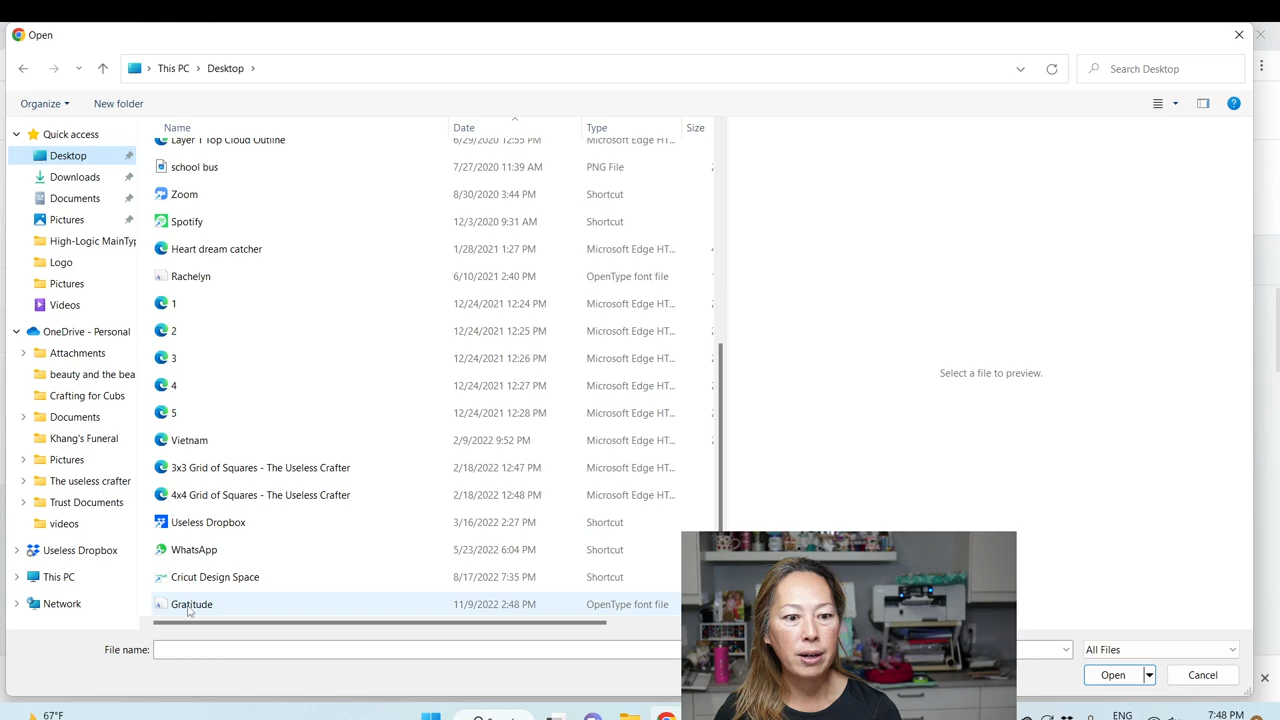 Open
This PC > Desktop >
Search Desktop
Organize
New folder
Name
Date
Type
Size
Quick access
Desktop
Downloads
Documents
Pictures
High-Logic MainTyp
Logo
Pictures
Videos
OneDrive - Personal
Attachments
beauty and the bea
Crafting for Cubs
Documents
Khang's Funeral
Pictures
The useless crafter
Trust Documents
videos
Useless Dropbox
This PC
Network
Layer 1 Top Cloud Outline 6/29/2020 12:55 PM Microsoft Edge HT...
school bus 7/27/2020 11:39 AM PNG File
Zoom 8/30/2020 3:44 PM Shortcut
Spotify 12/3/2020 9:31 AM Shortcut
Heart dream catcher 1/28/2021 1:27 PM Microsoft Edge HT...
Rachelyn 6/10/2021 2:40 PM OpenType font file
1 12/24/2021 12:24 PM Microsoft Edge HT...
2 12/24/2021 12:25 PM Microsoft Edge HT...
3 12/24/2021 12:26 PM Microsoft Edge HT...
4 12/24/2021 12:27 PM Microsoft Edge HT...
5 12/24/2021 12:28 PM Microsoft Edge HT...
Vietnam 2/9/2022 9:52 PM Microsoft Edge HT...
3x3 Grid of Squares - The Useless Crafter 2/18/2022 12:47 PM Microsoft Edge HT...
4x4 Grid of Squares - The Useless Crafter 2/18/2022 12:48 PM Microsoft Edge HT...
Useless Dropbox 3/16/2022 2:27 PM Shortcut
WhatsApp 5/23/2022 6:04 PM Shortcut
Cricut Design Space 8/17/2022 7:35 PM Shortcut
Gratitude 11/9/2022 2:48 PM OpenType font file
Select a file to preview.
File name:
All Files
Open
Cancel
67°F
ENG
7:48 PM